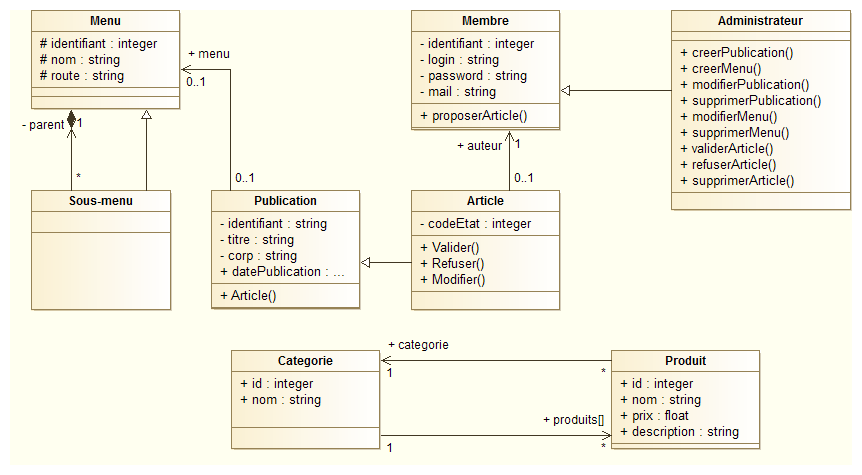 Menu
# identifiant : integer
# nom : string
# route : string
+ menu
0..1
- parent
1
*
Sous-menu
Membre
- identifiant : integer
- login : string
- password : string
- mail : string
+ proposerArticle()
+ auteur
1
0..1
0..1
Administrateur
+ creerPublication()
+ creerMenu()
+ modifierPublication()
+ supprimerPublication()
+ modifierMenu()
+ supprimerMenu()
+ validerArticle()
+ refuserArticle()
+ supprimerArticle()
Publication
- identifiant : string
- titre : string
- corp : string
+ datePublication : ...
+ Article()
Article
- codeEtat : integer
+ Valider()
+ Refuser()
+ Modifier()
Categorie
+ id : integer
+ nom : string
+ categorie
1
*
+ produits[]
1
*
Produit
+ id : integer
+ nom : string
+ prix : float
+ description : string